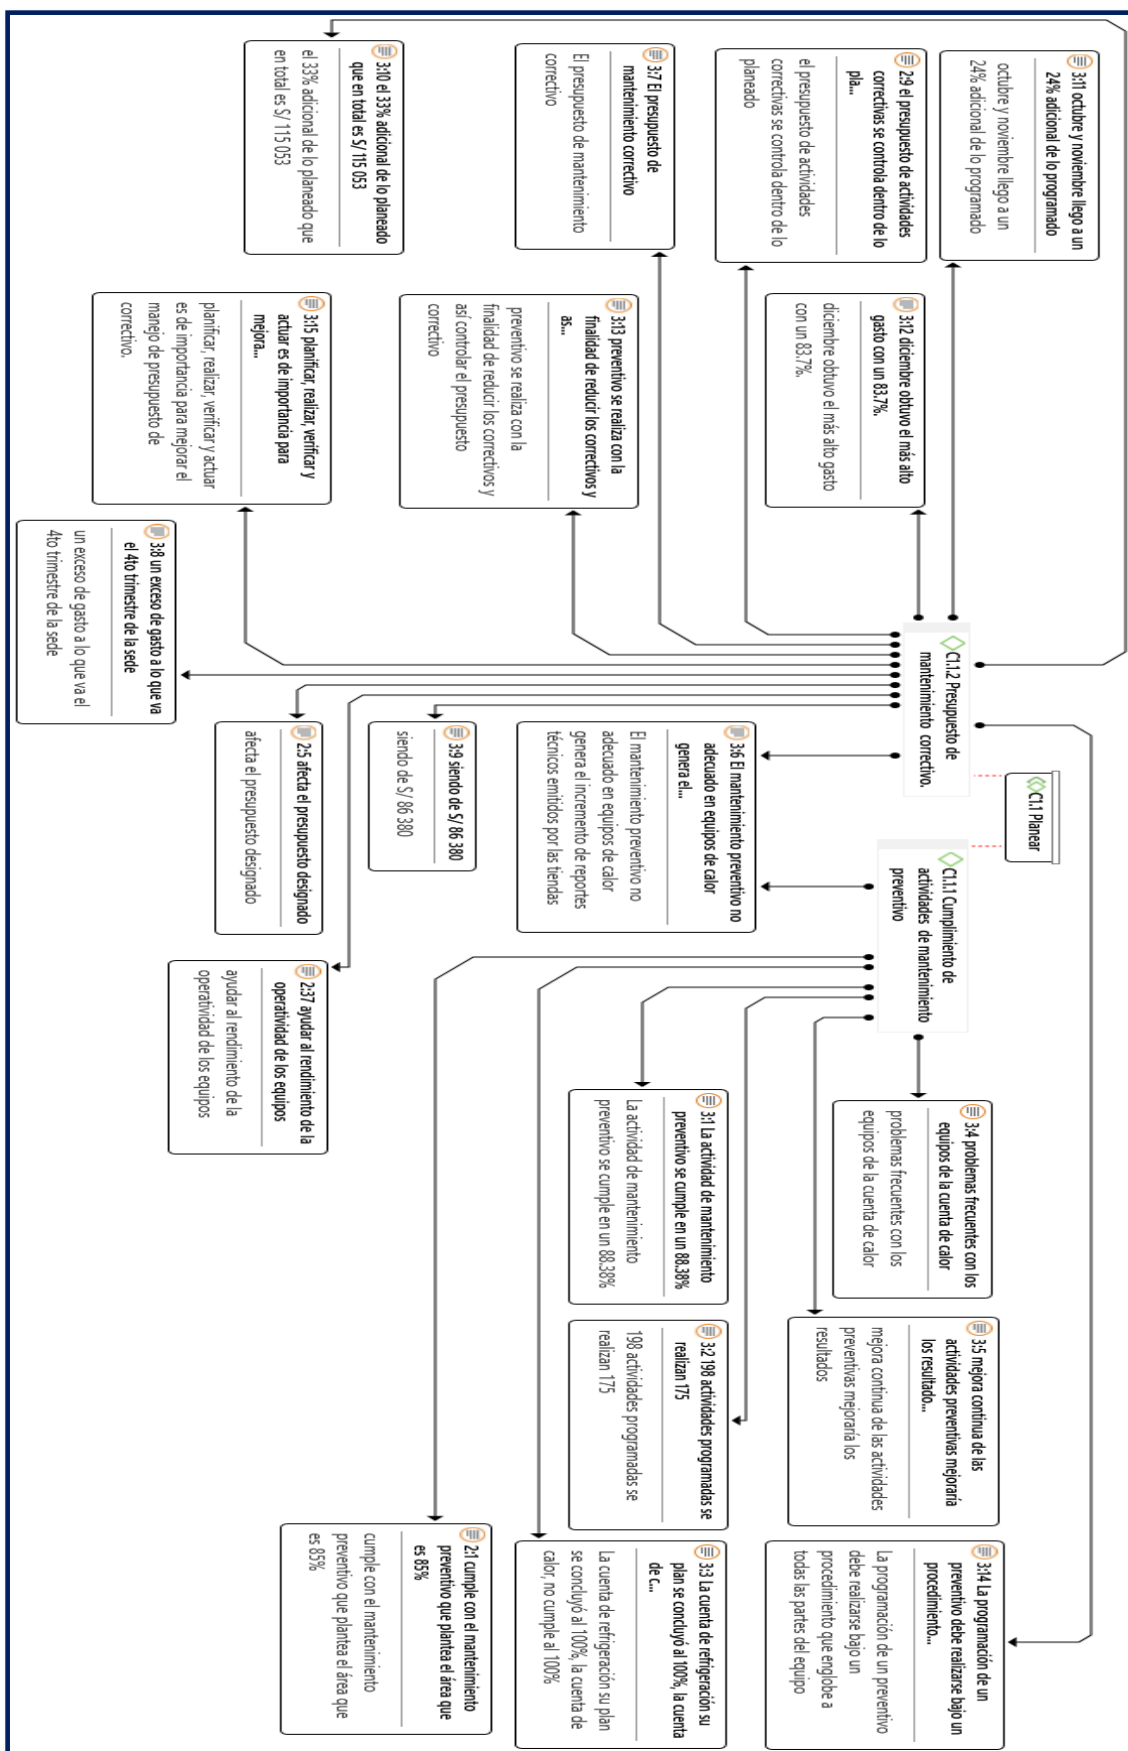 C1.1 Planear
C1.1.2 Presupuesto de
mantenimiento correctivo.
C1.1.1 Cumplimiento de
actividades de mantenimiento
preventivo
3:11 octubre y noviembre llego a un
24% adicional de lo programado
octubre y noviembre llego a un
24% adicional de lo programado
2:9 el presupuesto de actividades
correctivas se controla dentro de lo
pla...
el presupuesto de actividades
correctivas se controla dentro de lo
planeado
3:12 diciembre obtuvo el más alto
gasto con un 83.7%.
diciembre obtuvo el más alto gasto
con un 83.7%.
3:4 problemas frecuentes con los
equipos de la cuenta de calor
problemas frecuentes con los
equipos de la cuenta de calor
3:5 mejora continua de las
actividades preventivas mejoraría
los resultado...
mejora continua de las actividades
preventivas mejoraría los
resultados
3:14 La programación de un
preventivo debe realizarse bajo un
procedimiento...
La programación de un preventivo
debe realizarse bajo un
procedimiento que englobe a
todas las partes del equipo
3:7 El presupuesto de
mantenimiento correctivo
El presupuesto de mantenimiento
correctivo
3:13 preventivo se realiza con la
finalidad de reducir los correctivos y
as...
preventivo se realiza con la
finalidad de reducir los correctivos y
así controlar el presupuesto
correctivo
3:6 El mantenimiento preventivo no
adecuado en equipos de calor
genera el...
El mantenimiento preventivo no
adecuado en equipos de calor
genera el incremento de reportes
técnicos emitidos por las tiendas
3:1 La actividad de mantenimiento
preventivo se cumple en un 88.38%
La actividad de mantenimiento
preventivo se cumple en un 88.38%
3:2 198 actividades programadas se
realizan 175
198 actividades programadas se
realizan 175
3:3 La cuenta de refrigeración su
plan se concluyó al 100%, la cuenta
de c...
La cuenta de refrigeración su plan
se concluyó al 100%, la cuenta de
calor, no cumple al 100%
3:10 el 33% adicional de lo planeado
que en total es S/ 115 053
el 33% adicional de lo planeado que
en total es S/ 115 053
3:15 planificar, realizar, verificar y
actuar es de importancia para
mejora...
planificar, realizar, verificar y actuar
es de importancia para mejorar el
manejo de presupuesto de
correctivo.
3:9 siendo de S/ 86 380
siendo de S/ 86 380
2:1 cumple con el mantenimiento
preventivo que plantea el área que
es 85%
cumple con el mantenimiento
preventivo que plantea el área que
es 85%
3:8 un exceso de gasto a lo que va
el 4to trimestre de la sede
un exceso de gasto a lo que va el
4to trimestre de la sede
2:5 afecta el presupuesto designado
afecta el presupuesto designado
2:37 ayudar al rendimiento de la
operatividad de los equipos
ayudar al rendimiento de la
operatividad de los equipos